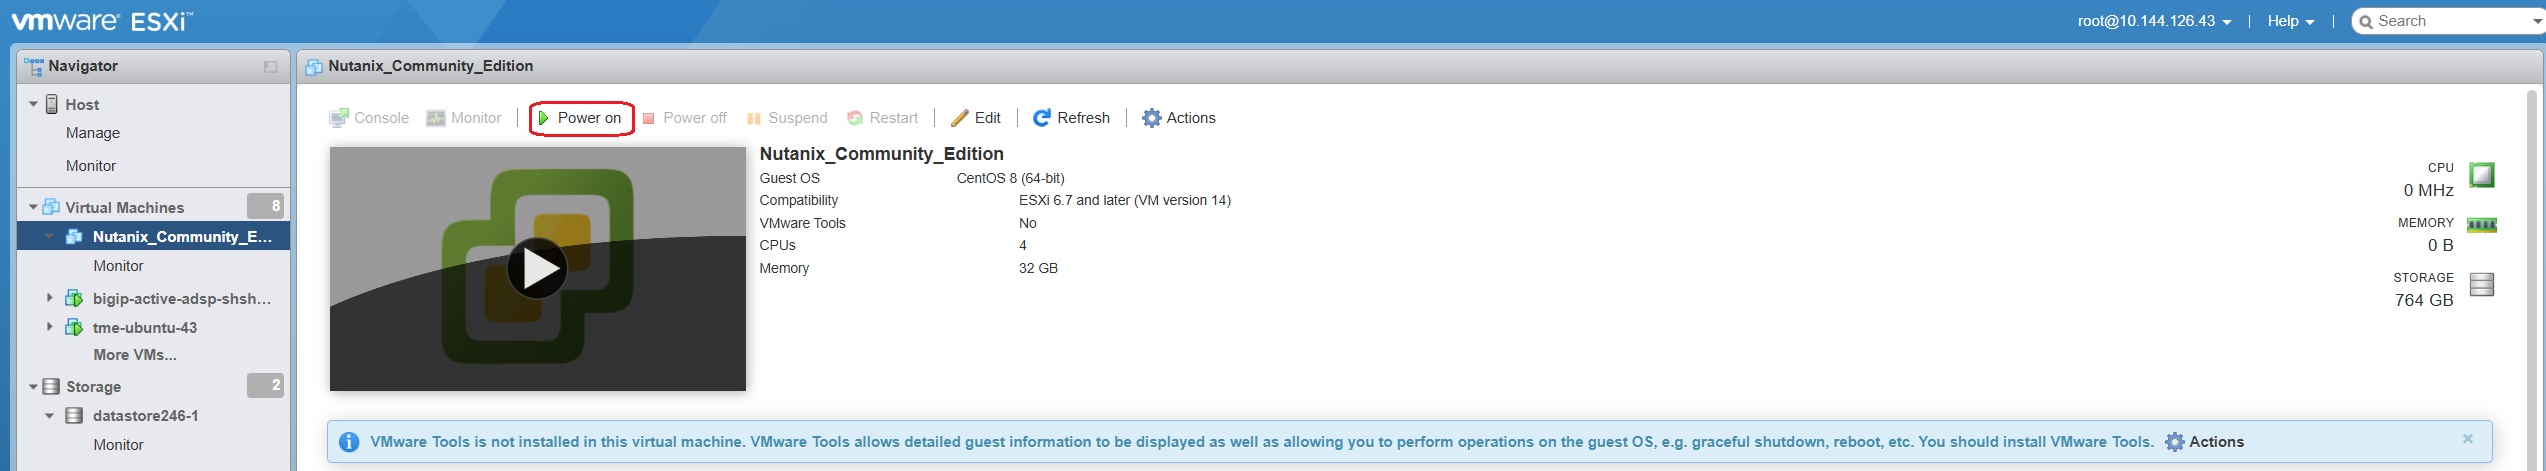 vmware® ESXi™
root@10.144.126.43 | Help | Search
Navigator
Host
Manage
Monitor
Virtual Machines 8
Nutanix_Community_E...
Monitor
bigip-active-adsp-shsh...
tme-ubuntu-43
More VMs...
Storage 2
datastore246-1
Monitor
Nutanix_Community_Edition
Console Monitor | Power on Power off Suspend Restart | Edit | Refresh | Actions
Nutanix_Community_Edition
Guest OS CentOS 8 (64-bit)
Compatibility ESXi 6.7 and later (VM version 14)
VMware Tools No
CPUs 4
Memory 32 GB
CPU
0 MHz
MEMORY
0 B
STORAGE
764 GB
VMware Tools is not installed in this virtual machine. VMware Tools allows detailed guest information to be displayed as well as allowing you to perform operations on the guest OS, e.g. graceful shutdown, reboot, etc. You should install VMware Tools. Actions